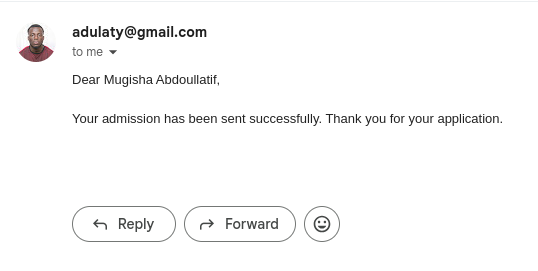 adulaty@gmail.com
to me
Dear Mugisha Abdoullatif,
Your admission has been sent successfully. Thank you for your application.
Reply Forward